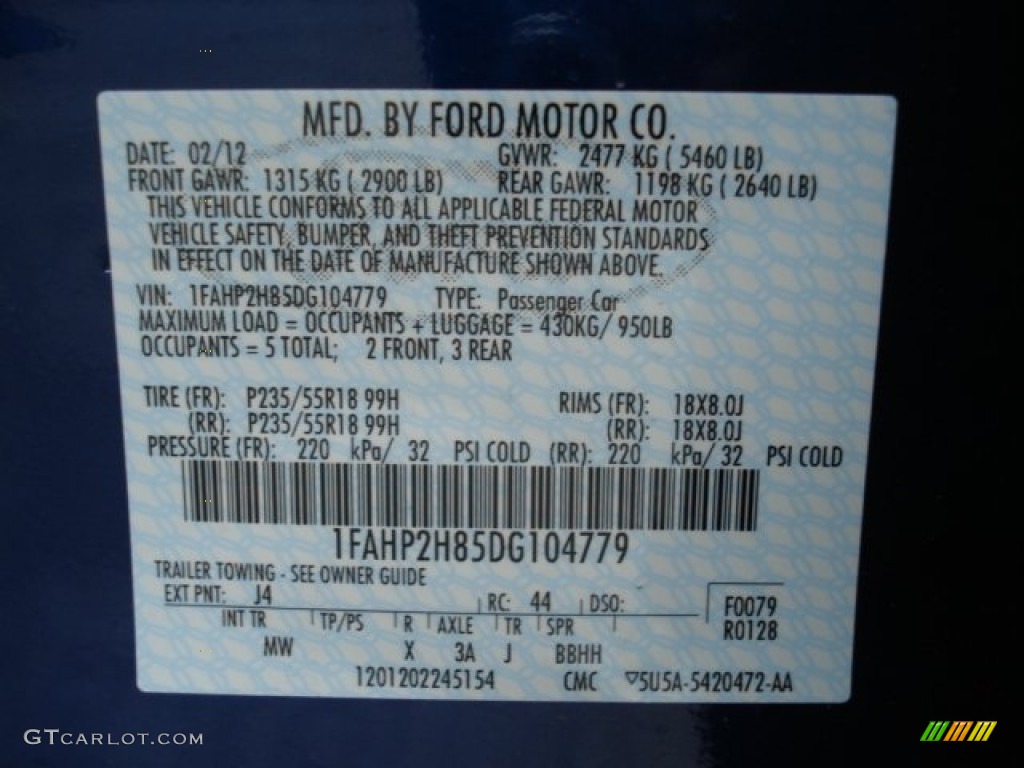 MFD. BY FORD MOTOR CO.
DATE: 02/12 GVWR: 2477 KG ( 5460 LB)
FRONT GAWR: 1315 KG ( 2900 LB) REAR GAWR: 1198 KG ( 2640 LB)
THIS VEHICLE CONFORMS TO ALL APPLICABLE FEDERAL MOTOR
VEHICLE SAFETY, BUMPER, AND THEFT PREVENTION STANDARDS
IN EFFECT ON THE DATE OF MANUFACTURE SHOWN ABOVE.
VIN: 1FAHP2H85DG104779 TYPE: Passenger Car
MAXIMUM LOAD = OCCUPANTS + LUGGAGE = 430KG/ 950LB
OCCUPANTS = 5 TOTAL; 2 FRONT, 3 REAR
TIRE (FR): P235/55R18 99H RIMS (FR): 18X8.0J
(RR): P235/55R18 99H (RR): 18X8.0J
PRESSURE (FR): 220 kPa/ 32 PSI COLD (RR): 220 kPa/ 32 PSI COLD
1FAHP2H85DG104779
TRAILER TOWING - SEE OWNER GUIDE
EXT PNT: J4 RC: 44 DSO: F0079
INT TR TP/PS R AXLE TR SPR R0128
MW X 3A J BBHH
1201202245154 CMC ▽5U5A-5420472-AA
GTCARLOT.COM